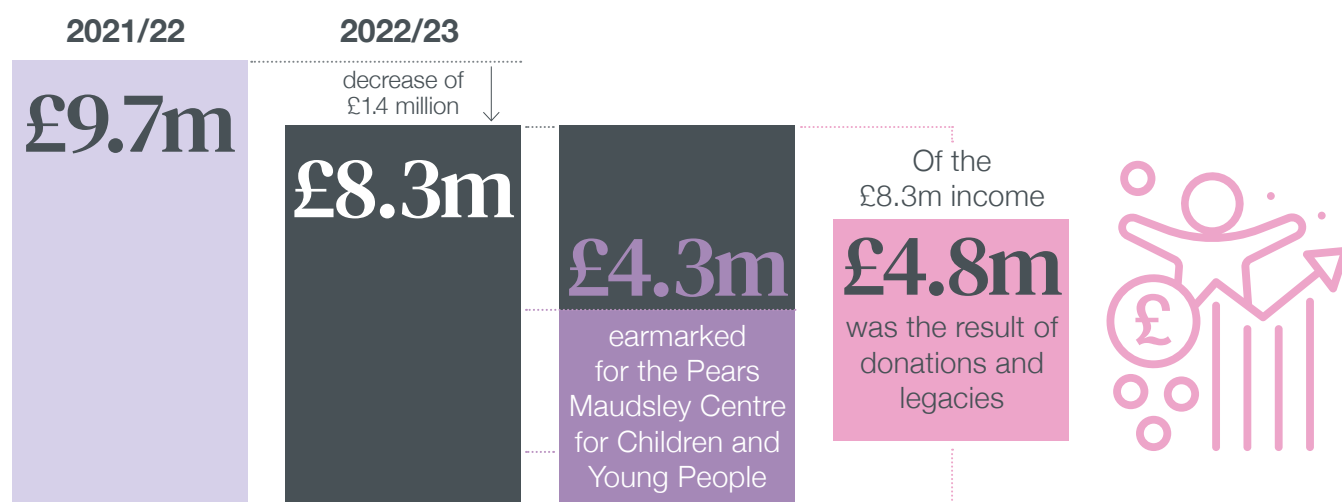 2021/22
£9.7m
2022/23
decrease of
£1.4 million
£8.3m
£4.3m
earmarked
for the Pears
Maudsley Centre
for Children and
Young People
Of the
£8.3m income
£4.8m
was the result of
donations and
legacies
£